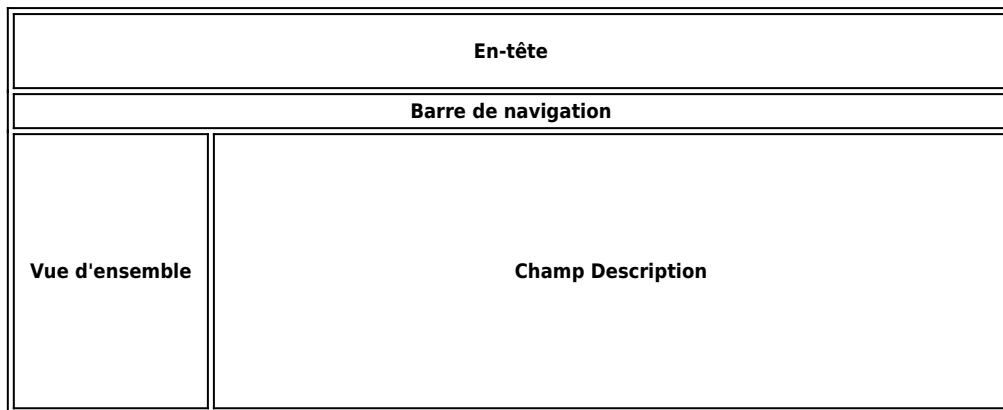 En-tête
Barre de navigation
Vue d'ensemble
Champ Description